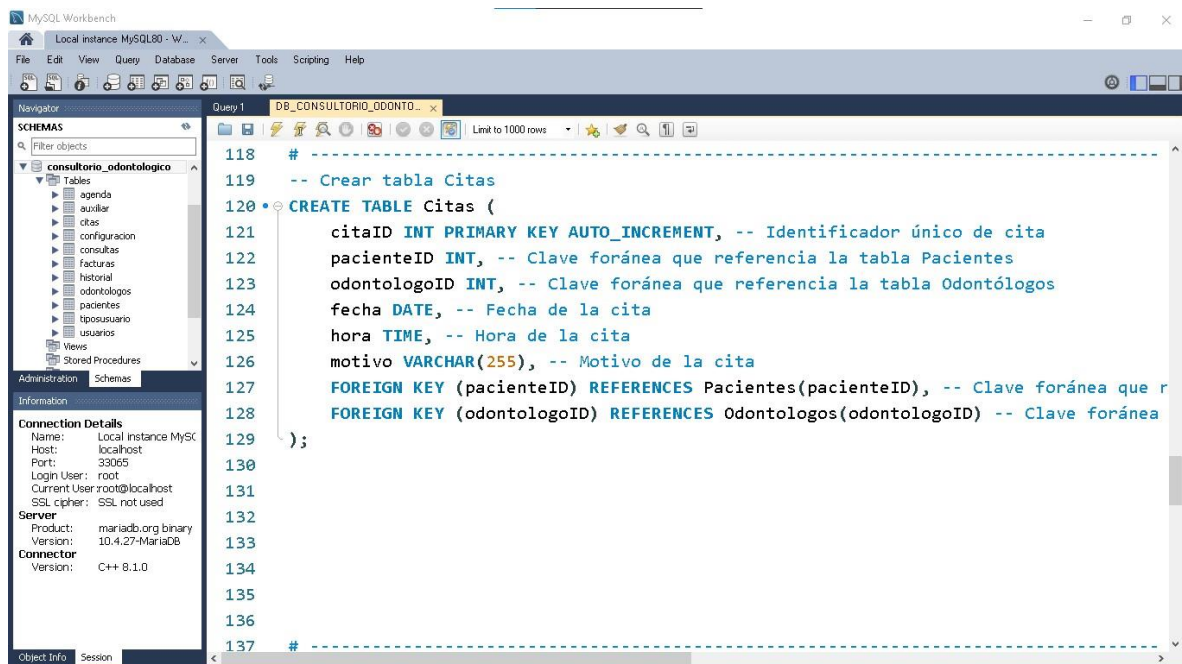 MySQL Workbench
Local instance MySQL80 - W... ×
File Edit View Query Database Server Tools Scripting Help
Navigator
SCHEMAS
Filter objects
consultorio_odontologico
Tables
agenda
auxiliar
citas
configuracion
consultas
facturas
historial
odontologos
pacientes
tiposusuario
usuarios
Views
Stored Procedures
Administration Schemas
Information
Connection Details
Name: Local instance MySC
Host: localhost
Port: 33065
Login User: root
Current User: root@localhost
SSL cipher: SSL not used
Server
Product: mariadb.org binary
Version: 10.4.27-MariaDB
Connector
Version: C++ 8.1.0
Object Info Session
Query 1 DB_CONSULTORIO_ODONTO... ×
Limit to 1000 rows
118 # ----------------------------------------------------------------------------------
119 -- Crear tabla Citas
120 CREATE TABLE Citas (
121 citaID INT PRIMARY KEY AUTO_INCREMENT, -- Identificador único de cita
122 pacienteID INT, -- Clave foránea que referencia la tabla Pacientes
123 odontologoID INT, -- Clave foránea que referencia la tabla Odontólogos
124 fecha DATE, -- Fecha de la cita
125 hora TIME, -- Hora de la cita
126 motivo VARCHAR(255), -- Motivo de la cita
127 FOREIGN KEY (pacienteID) REFERENCES Pacientes(pacienteID), -- Clave foránea que r
128 FOREIGN KEY (odontologoID) REFERENCES Odontologos(odontologoID) -- Clave foránea
129 );
130
131
132
133
134
135
136
137 # ----------------------------------------------------------------------------------